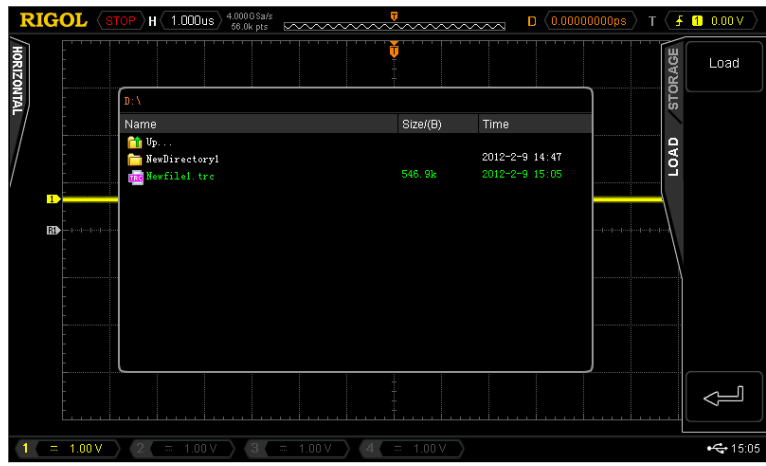 RIGOL STOP H 1.000us 4.000GSa/s D 0.00000000ps T 1 0.00 V
56.0k pts
HORIZONTAL
STORAGE
LOAD
Load
D:\
Name Size/(B) Time
Up...
NewDirectory1 2012-2-9 14:47
Newfile1.trc 546.9k 2012-2-9 15:05
1
R1
1 = 1.00 V 2 = 1.00 V 3 = 1.00 V 4 = 1.00 V 15:05